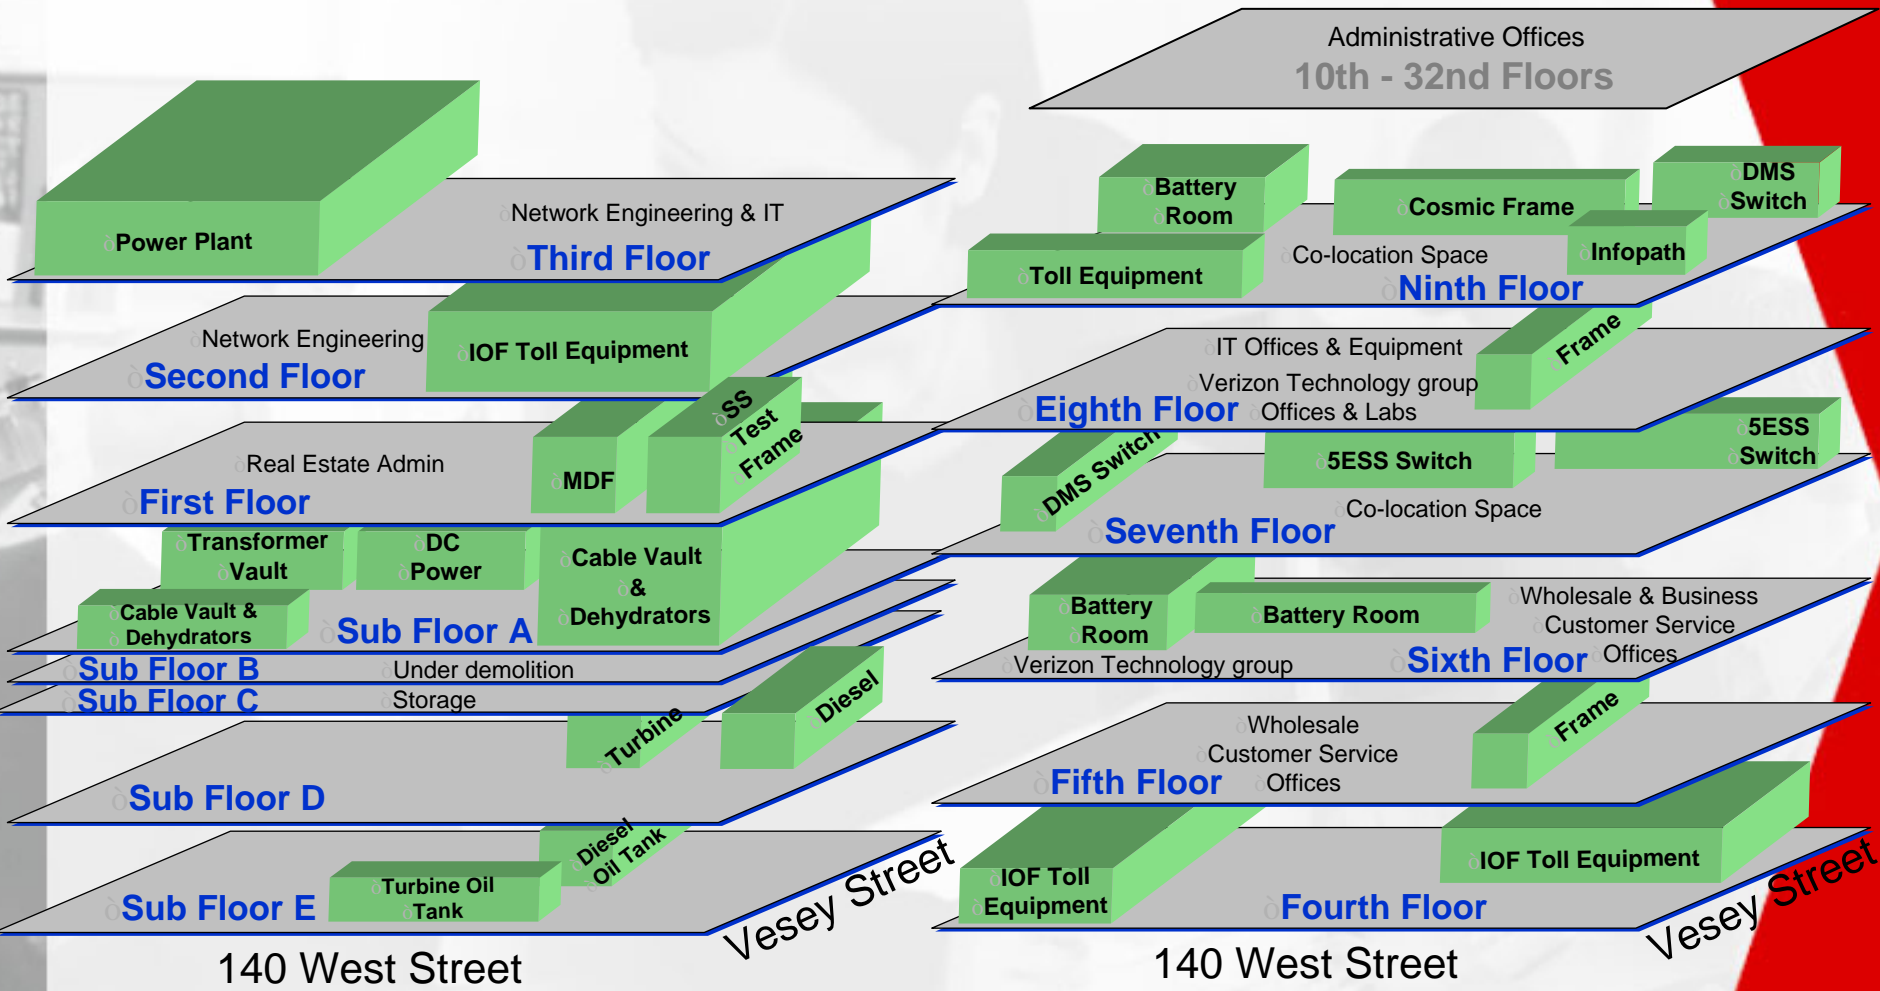 Administrative Offices
10th - 32nd Floors
Power Plant
Network Engineering & IT
Third Floor
Network Engineering
Second Floor
IOF Toll Equipment
Real Estate Admin
First Floor
MDF
SS
Test
Frame
Transformer
Vault
DC
Power
Cable Vault
&
Dehydrators
Cable Vault &
Dehydrators
Sub Floor A
Sub Floor B
Under demolition
Sub Floor C
Storage
Turbine
Diesel
Sub Floor D
Diesel
Oil Tank
Turbine Oil
Tank
Sub Floor E
Vesey Street
140 West Street
Battery
Room
Cosmic Frame
DMS
Switch
Toll Equipment
Co-location Space
Infopath
Ninth Floor
IT Offices & Equipment
Verizon Technology group
Offices & Labs
Eighth Floor
Frame
DMS Switch
5ESS Switch
5ESS
Switch
Co-location Space
Seventh Floor
Battery
Room
Battery Room
Wholesale & Business
Customer Service
Offices
Verizon Technology group
Sixth Floor
Wholesale
Customer Service
Offices
Fifth Floor
Frame
IOF Toll
Equipment
IOF Toll Equipment
Fourth Floor
Vesey Street
140 West Street